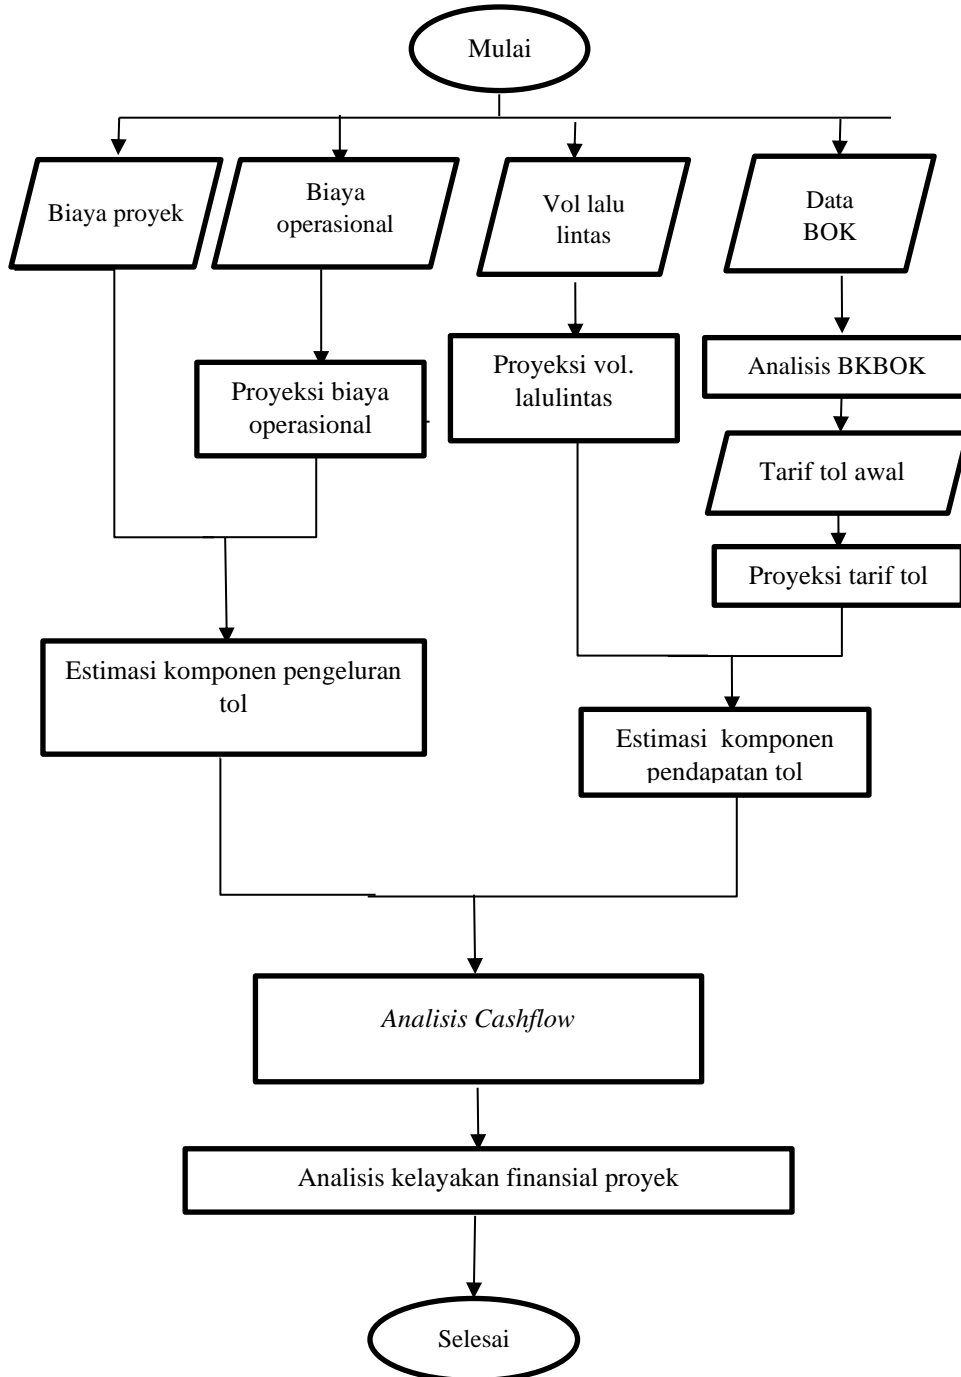 Mulai
Biaya proyek
Biaya
operasional
Vol lalu
lintas
Data
BOK
Proyeksi biaya
operasional
Proyeksi vol.
lalulintas
Analisis BKBOK
Tarif tol awal
Proyeksi tarif tol
Estimasi komponen pengeluran
tol
Estimasi komponen
pendapatan tol
Analisis Cashflow
Analisis kelayakan finansial proyek
Selesai